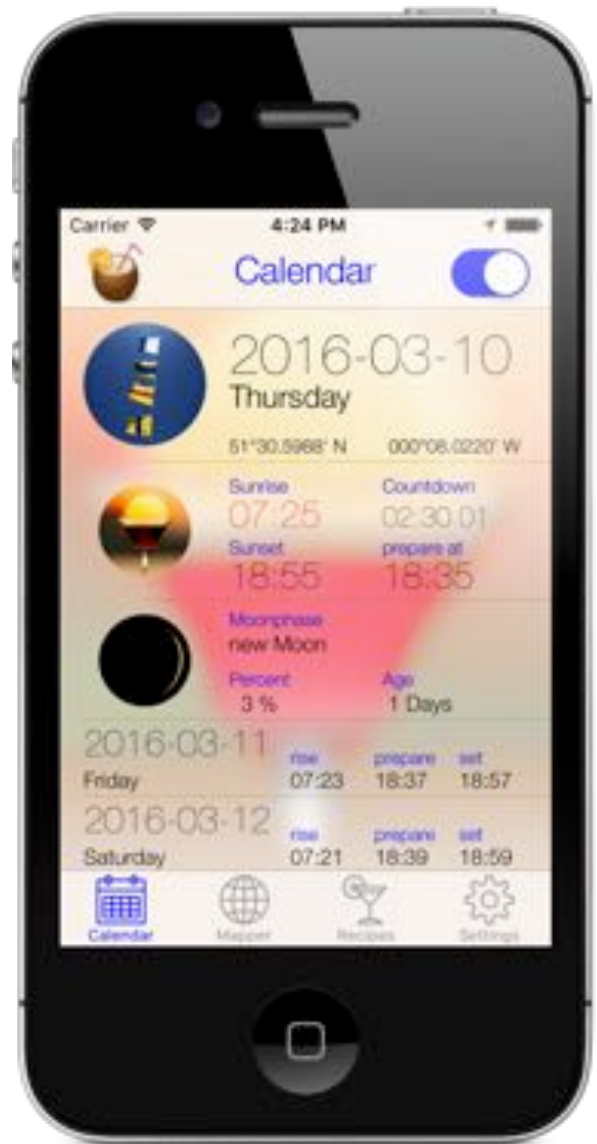 Carrier 4:24 PM
Calendar
2016-03-10
Thursday
51°30.5968' N 000°08.0220' W
Sunrise Countdown
07:25 02:30:01
Sunset prepare at
18:55 18:35
Moonphase
new Moon
Percent Age
3 % 1 Days
2016-03-11 rise prepare set
Friday 07:23 18:37 18:57
2016-03-12 rise prepare set
Saturday 07:21 18:39 18:59
Calendar Mapper Recipes Settings